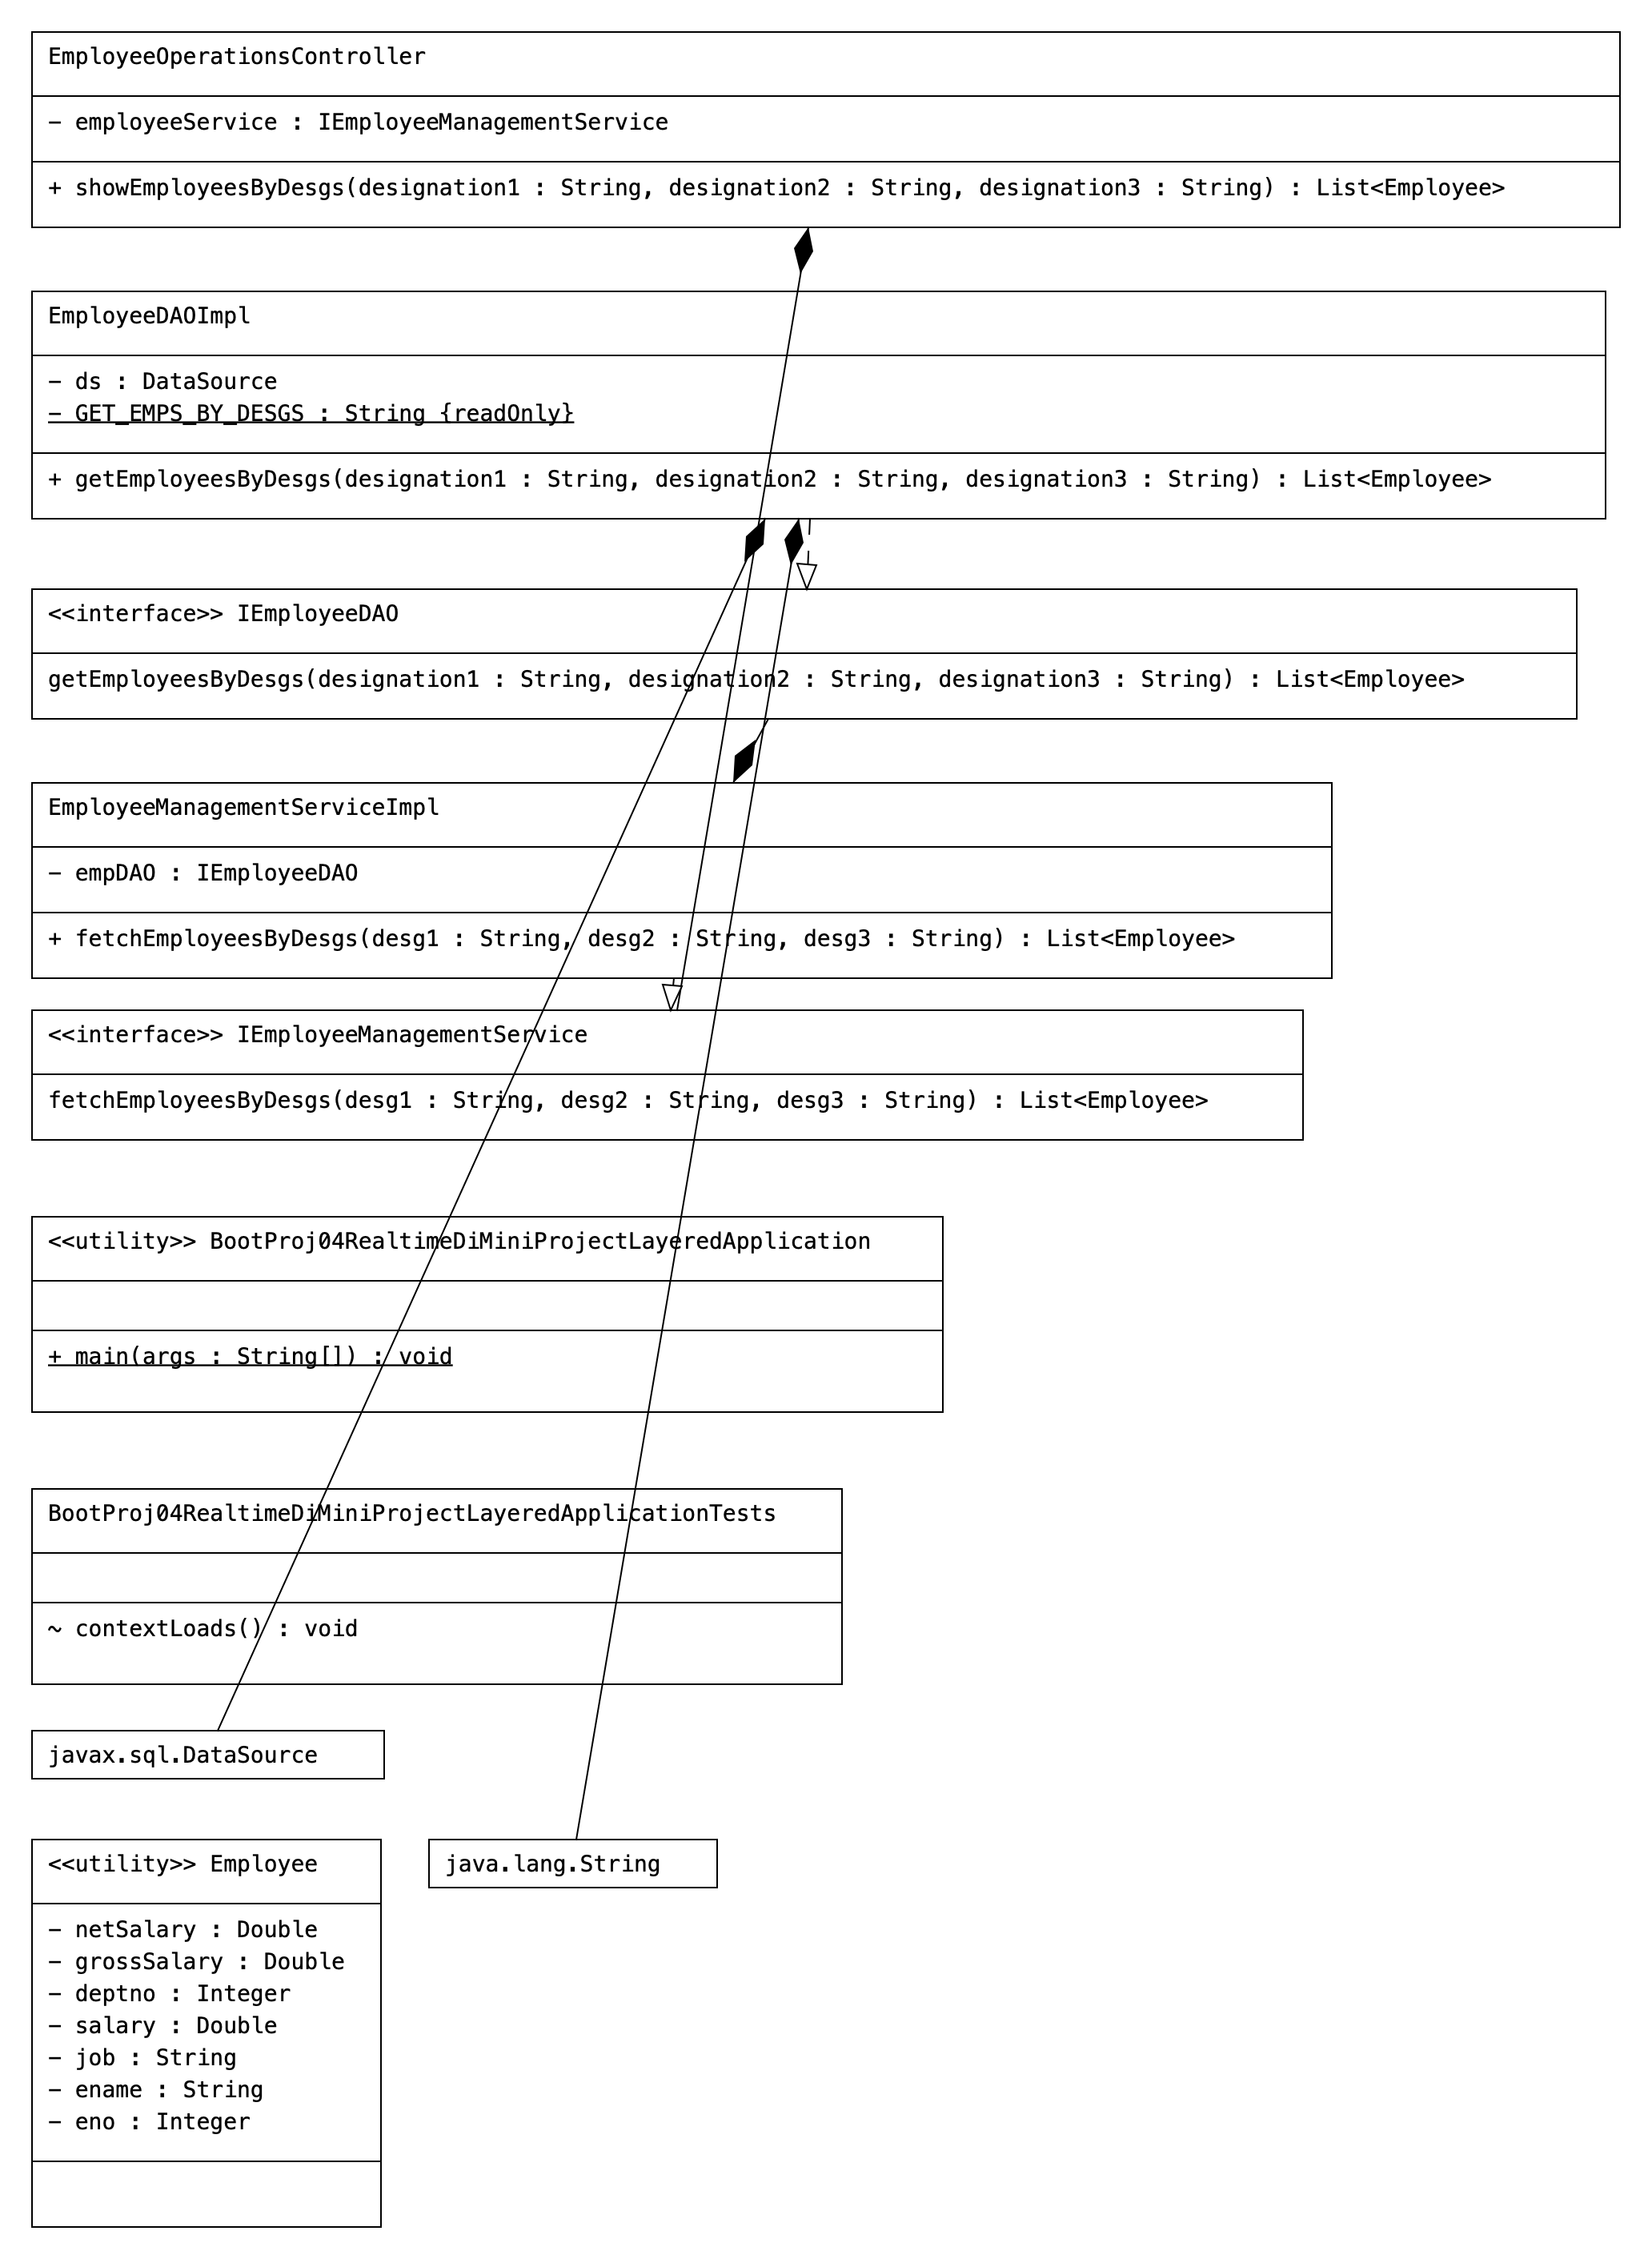 EmployeeOperationsController
− employeeService : IEmployeeManagementService
+ showEmployeesByDesgs(designation1 : String, designation2 : String, designation3 : String) : List<Employee>
EmployeeDAOImpl
− ds : DataSource
− GET_EMPS_BY_DESGS : String {readOnly}
+ getEmployeesByDesgs(designation1 : String, designation2 : String, designation3 : String) : List<Employee>
<<interface>> IEmployeeDAO
getEmployeesByDesgs(designation1 : String, designation2 : String, designation3 : String) : List<Employee>
EmployeeManagementServiceImpl
− empDAO : IEmployeeDAO
+ fetchEmployeesByDesgs(desg1 : String, desg2 : String, desg3 : String) : List<Employee>
<<interface>> IEmployeeManagementService
fetchEmployeesByDesgs(desg1 : String, desg2 : String, desg3 : String) : List<Employee>
<<utility>> BootProj04RealtimeDiMiniProjectLayeredApplication
+ main(args : String[]) : void
BootProj04RealtimeDiMiniProjectLayeredApplicationTests
~ contextLoads() : void
javax.sql.DataSource
<<utility>> Employee
− netSalary : Double
− grossSalary : Double
− deptno : Integer
− salary : Double
− job : String
− ename : String
− eno : Integer
java.lang.String